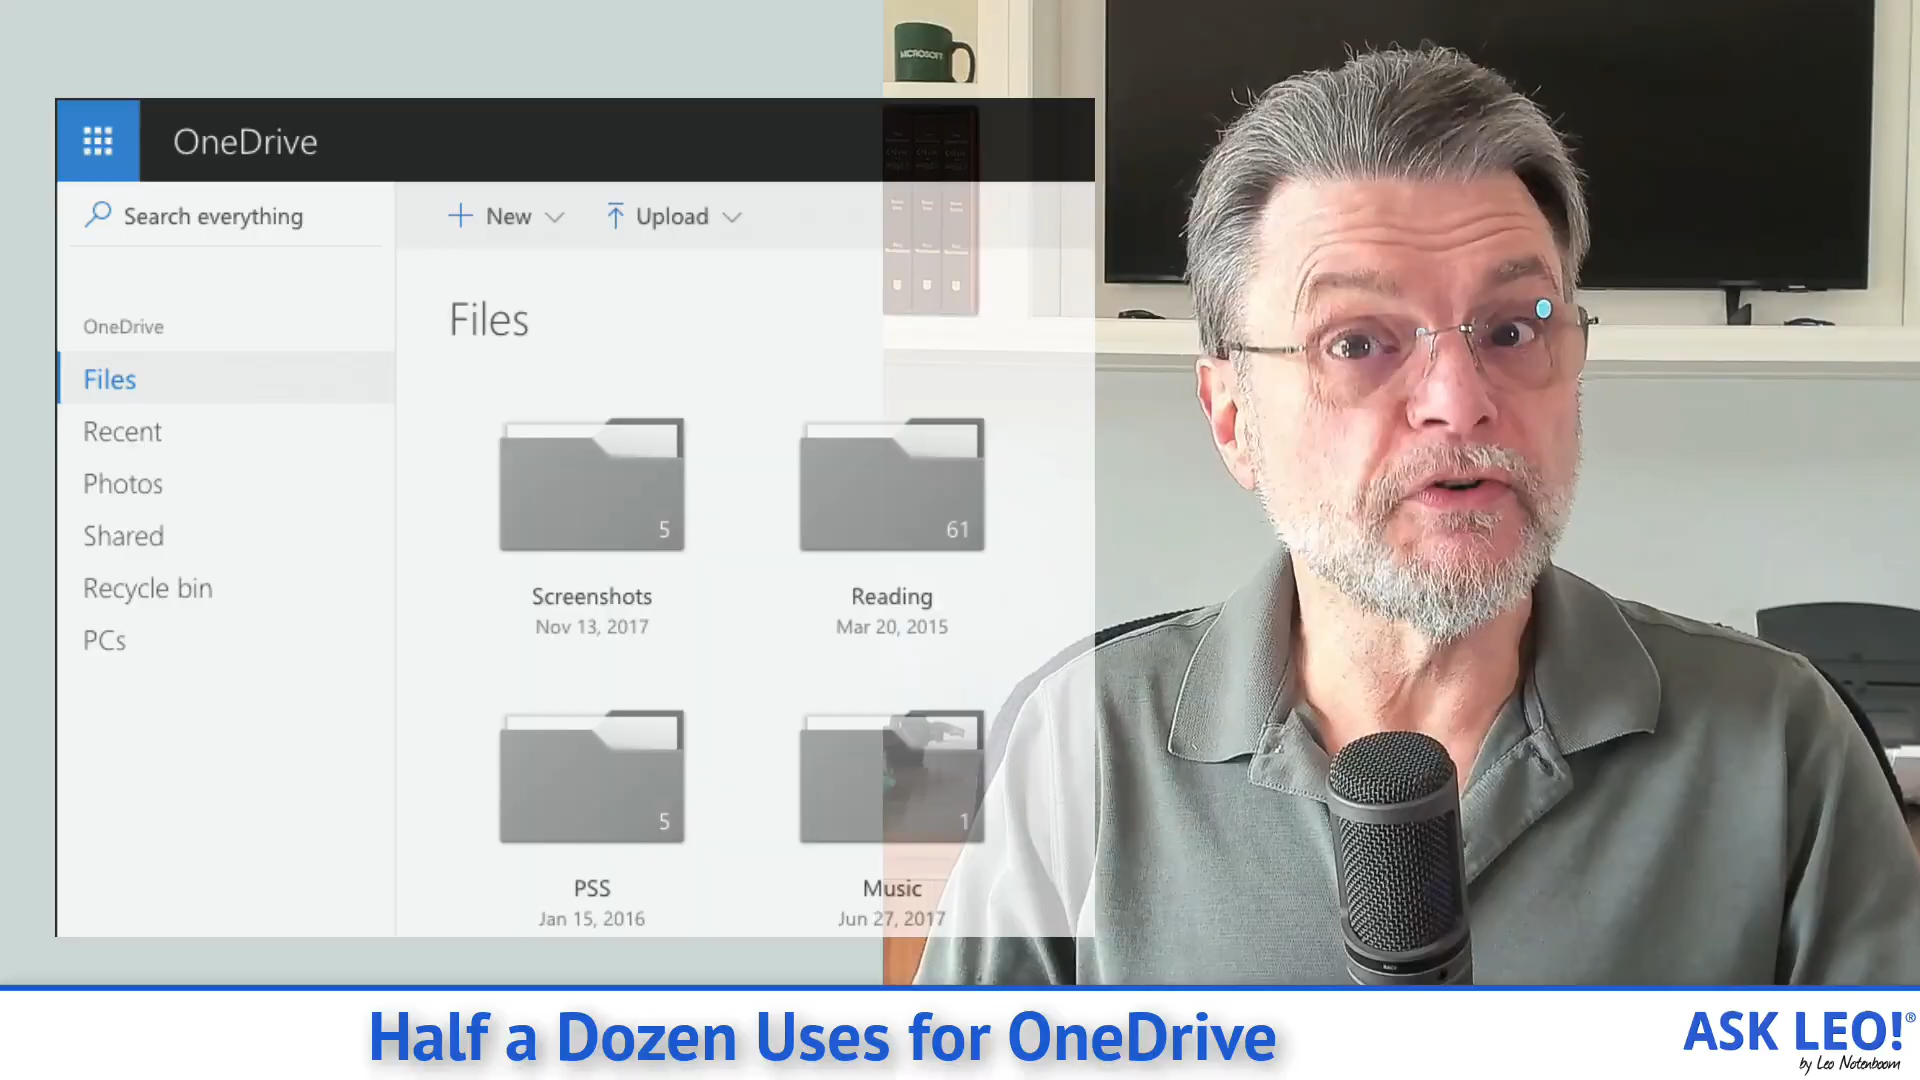 MICROSOFT
OneDrive
Search everything
New
Upload
OneDrive
Files
Recent
Photos
Shared
Recycle bin
PCs
Files
5
Screenshots
Nov 13, 2017
61
Reading
Mar 20, 2015
5
PSS
Jan 15, 2016
1
Music
Jun 27, 2017
Half a Dozen Uses for OneDrive
ASK LEO!®
by Leo Notenboom